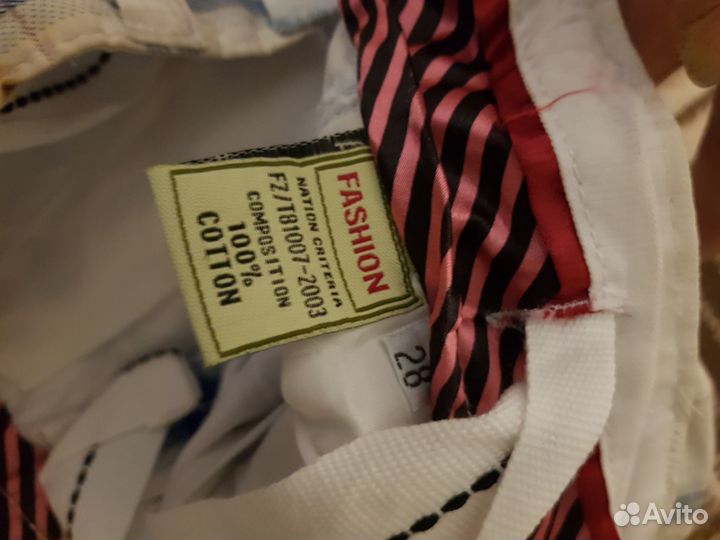 FASHION
NATION CRITERIA
FZ/T81007-2003
COMPOSITION
100%
COTTON
28
Avito